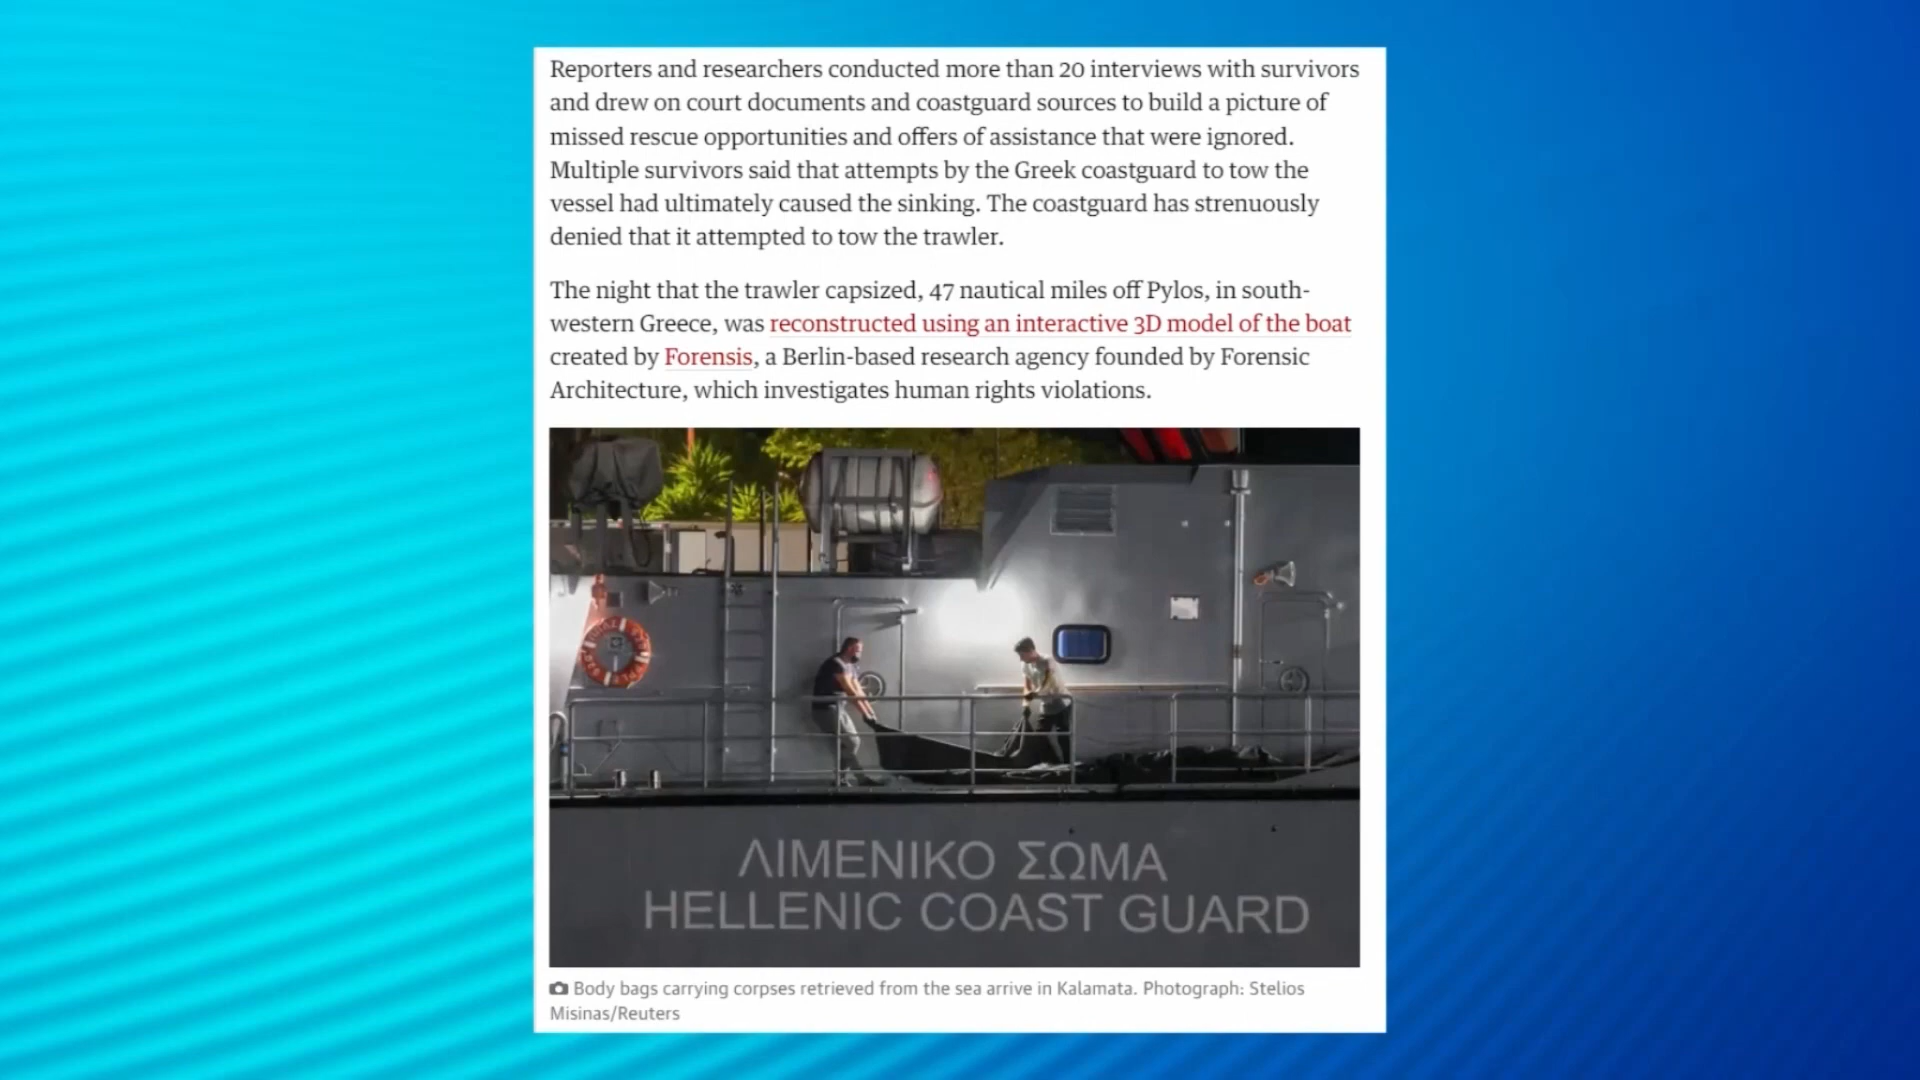 Reporters and researchers conducted more than 20 interviews with survivors
and drew on court documents and coastguard sources to build a picture of
missed rescue opportunities and offers of assistance that were ignored.
Multiple survivors said that attempts by the Greek coastguard to tow the
vessel had ultimately caused the sinking. The coastguard has strenuously
denied that it attempted to tow the trawler.
The night that the trawler capsized, 47 nautical miles off Pylos, in south-
western Greece, was reconstructed using an interactive 3D model of the boat
created by Forensis, a Berlin-based research agency founded by Forensic
Architecture, which investigates human rights violations.
ΛΙΜΕΝΙΚΟ ΣΩΜΑ
HELLENIC COAST GUARD
Body bags carrying corpses retrieved from the sea arrive in Kalamata. Photograph: Stelios
Misinas/Reuters